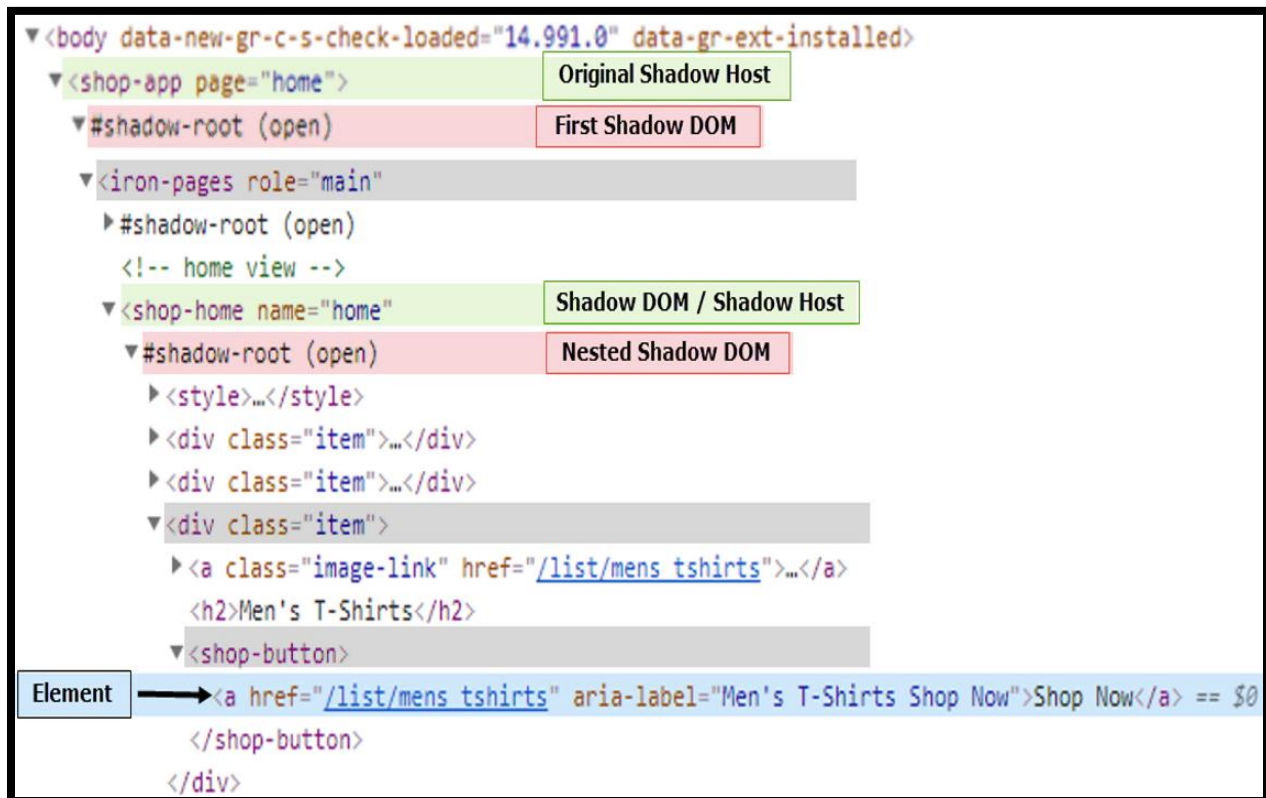 ▼<body data-new-gr-c-s-check-loaded="14.991.0" data-gr-ext-installed>
▼<shop-app page="home"> Original Shadow Host
▼#shadow-root (open) First Shadow DOM
▼<iron-pages role="main"
▶#shadow-root (open)
<!-- home view -->
▼<shop-home name="home" Shadow DOM / Shadow Host
▼#shadow-root (open) Nested Shadow DOM
▶<style>…</style>
▶<div class="item">…</div>
▶<div class="item">…</div>
▼<div class="item">
▶<a class="image-link" href="/list/mens_tshirts">…</a>
<h2>Men's T-Shirts</h2>
▼<shop-button>
Element <a href="/list/mens_tshirts" aria-label="Men's T-Shirts Shop Now">Shop Now</a> == $0
</shop-button>
</div>